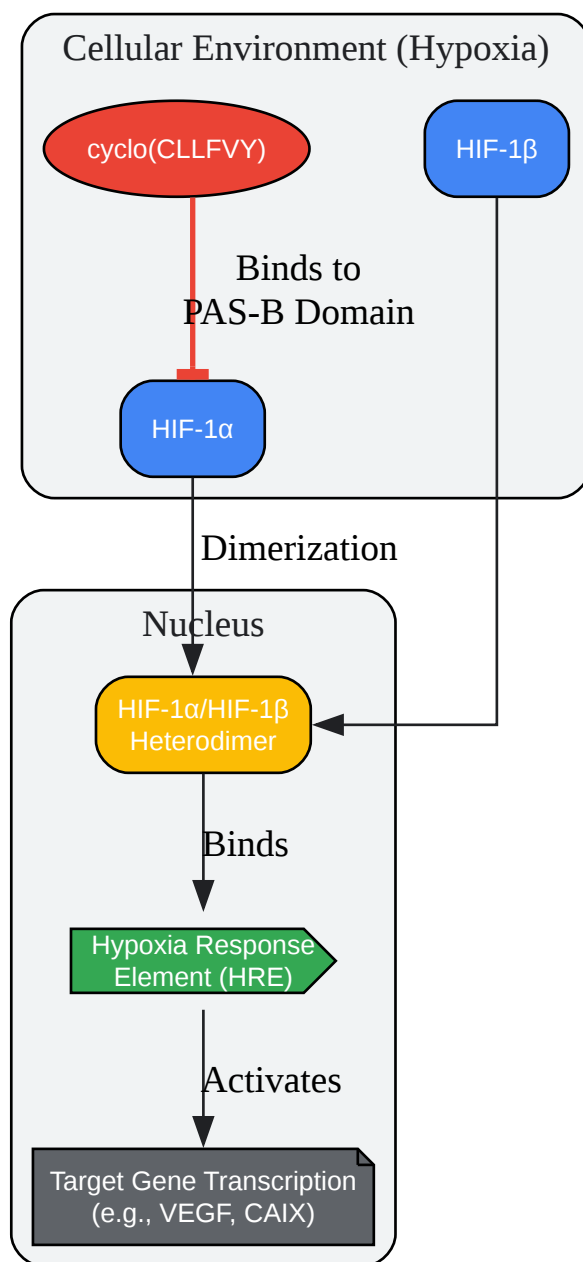 Cellular Environment (Hypoxia)
cyclo(CLLFVY)
HIF-1β
Binds to
PAS-B Domain
HIF-1α
Dimerization
Nucleus
HIF-1α/HIF-1β
Heterodimer
Binds
Hypoxia Response
Element (HRE)
Activates
Target Gene Transcription
(e.g., VEGF, CAIX)